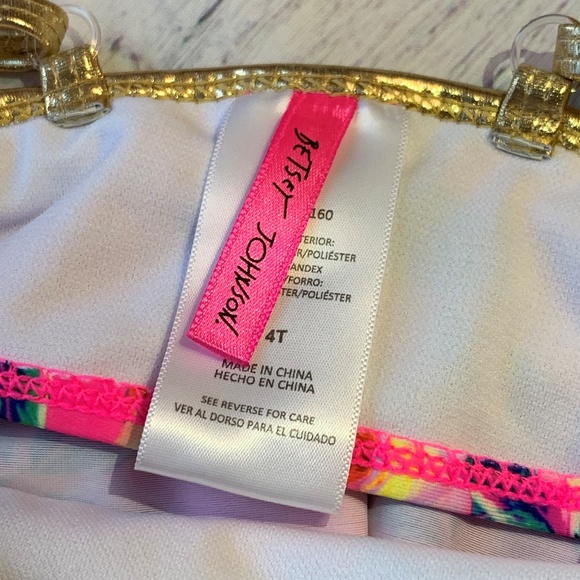 BETSEY JOHNSON.
160
TERIOR:
R/POLIÉSTER
ANDEX
/FORRO:
TER/POLIÉSTER
4T
MADE IN CHINA
HECHO EN CHINA
SEE REVERSE FOR CARE
VER AL DORSO PARA EL CUIDADO